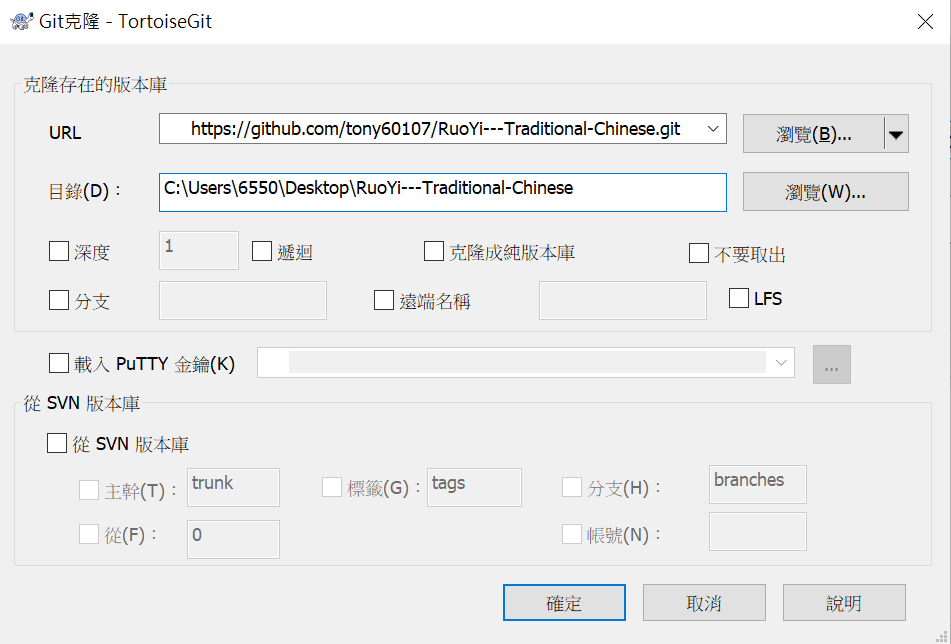 Git克隆 - TortoiseGit
克隆存在的版本庫
URL https://github.com/tony60107/RuoYi---Traditional-Chinese.git 瀏覽(B)...
目錄(D)： C:\Users\6550\Desktop\RuoYi---Traditional-Chinese 瀏覽(W)...
深度 1 遞迴 克隆成純版本庫 不要取出
分支 遠端名稱 LFS
載入 PuTTY 金鑰(K) ...
從 SVN 版本庫
從 SVN 版本庫
主幹(T)： trunk 標籤(G)： tags 分支(H)： branches
從(F)： 0 帳號(N)：
確定 取消 說明